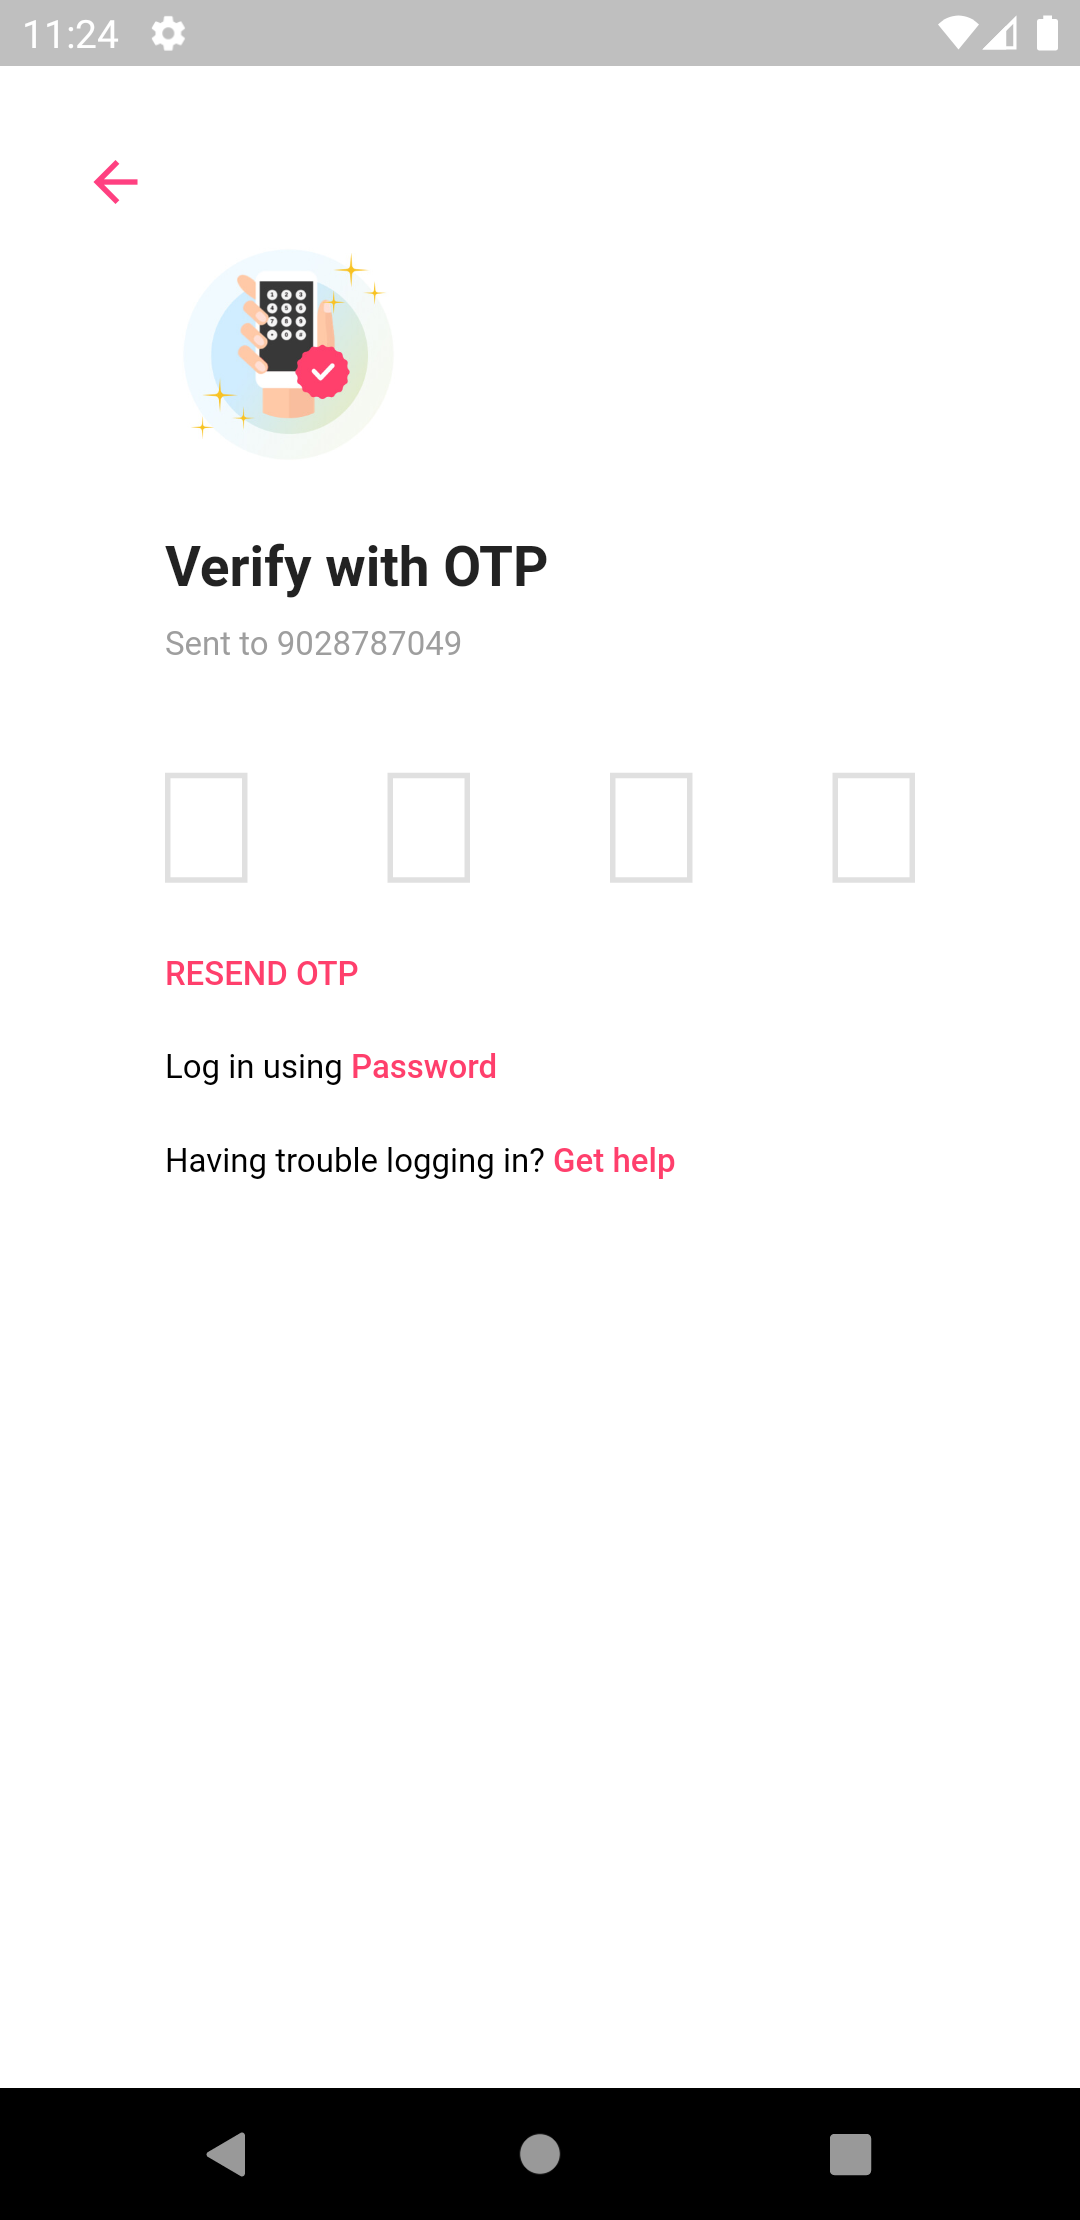 11:24
Verify with OTP
Sent to 9028787049
RESEND OTP
Log in using Password
Having trouble logging in? Get help